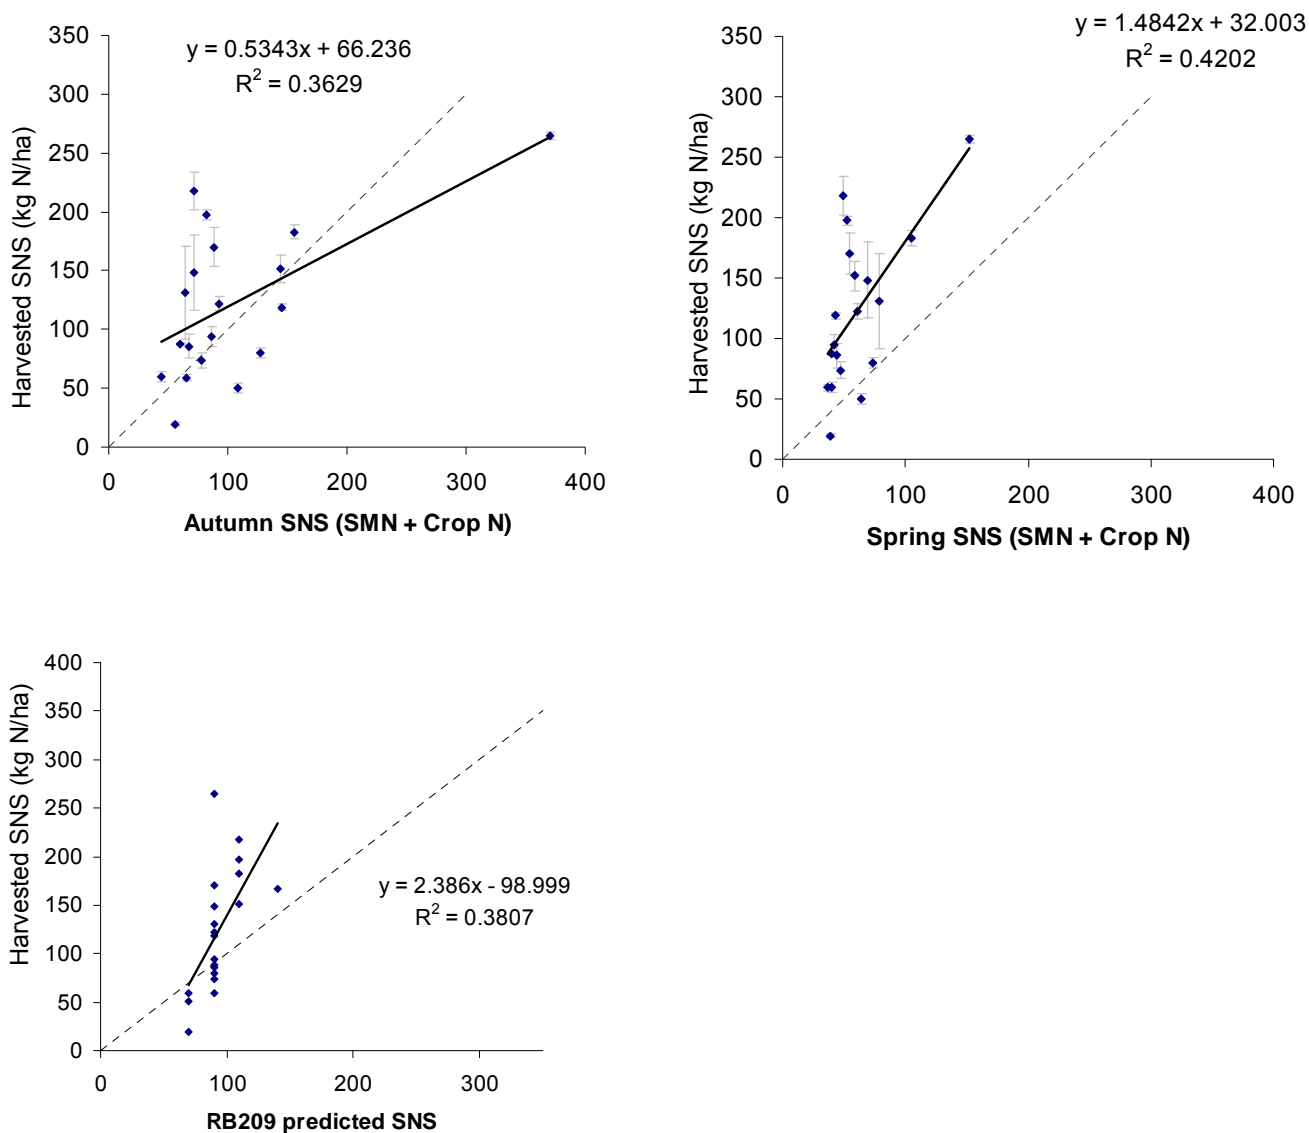 y = 0.5343x + 66.236
R² = 0.3629
350
300
250
200
150
100
50
0
Harvested SNS (kg N/ha)
0 100 200 300 400
Autumn SNS (SMN + Crop N)
y = 1.4842x + 32.003
R² = 0.4202
350
300
250
200
150
100
50
0
Harvested SNS (kg N/ha)
0 100 200 300 400
Spring SNS (SMN + Crop N)
400
350
300
250
200
150
100
50
0
Harvested SNS (kg N/ha)
y = 2.386x - 98.999
R² = 0.3807
0 100 200 300
RB209 predicted SNS